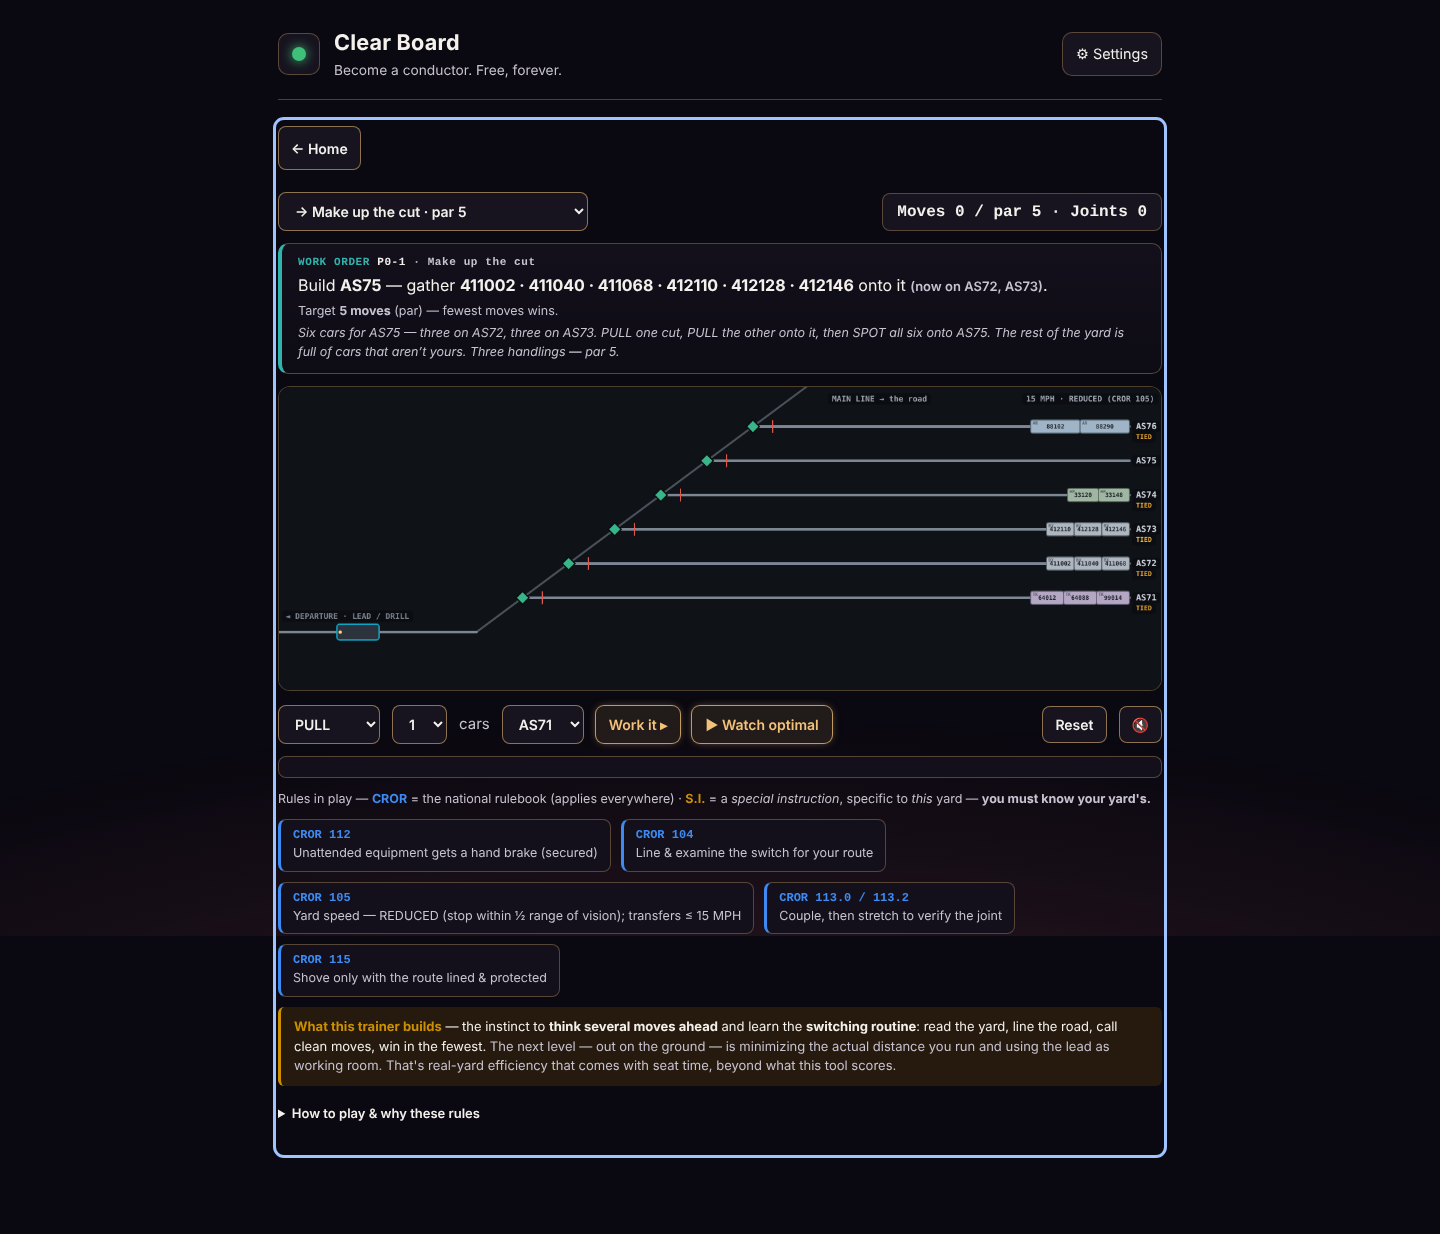 Clear Board
Become a conductor. Free, forever.
⚙ Settings
← Home
→ Make up the cut · par 5
Moves 0 / par 5 · Joints 0
WORK ORDER P0-1 · Make up the cut
Build AS75 — gather 411002 · 411040 · 411068 · 412110 · 412128 · 412146 onto it (now on AS72, AS73).
Target 5 moves (par) — fewest moves wins.
Six cars for AS75 — three on AS72, three on AS73. PULL one cut, PULL the other onto it, then SPOT all six onto AS75. The rest of the yard is
full of cars that aren't yours. Three handlings — par 5.
MAIN LINE → the road
15 MPH · REDUCED (CROR 105)
88102 88290 AS76
TIED
AS75
33120 33148 AS74
TIED
412110 412128 412146 AS73
TIED
411002 411040 411068 AS72
TIED
64012 64088 99014 AS71
TIED
◄ DEPARTURE · LEAD / DRILL
PULL 1 cars AS71 Work it ▸ ▶ Watch optimal Reset
Rules in play — CROR = the national rulebook (applies everywhere) · S.I. = a special instruction, specific to this yard — you must know your yard's.
CROR 112
Unattended equipment gets a hand brake (secured)
CROR 104
Line & examine the switch for your route
CROR 105
Yard speed — REDUCED (stop within ½ range of vision); transfers ≤ 15 MPH
CROR 113.0 / 113.2
Couple, then stretch to verify the joint
CROR 115
Shove only with the route lined & protected
What this trainer builds — the instinct to think several moves ahead and learn the switching routine: read the yard, line the road, call
clean moves, win in the fewest. The next level — out on the ground — is minimizing the actual distance you run and using the lead as
working room. That's real-yard efficiency that comes with seat time, beyond what this tool scores.
▶ How to play & why these rules